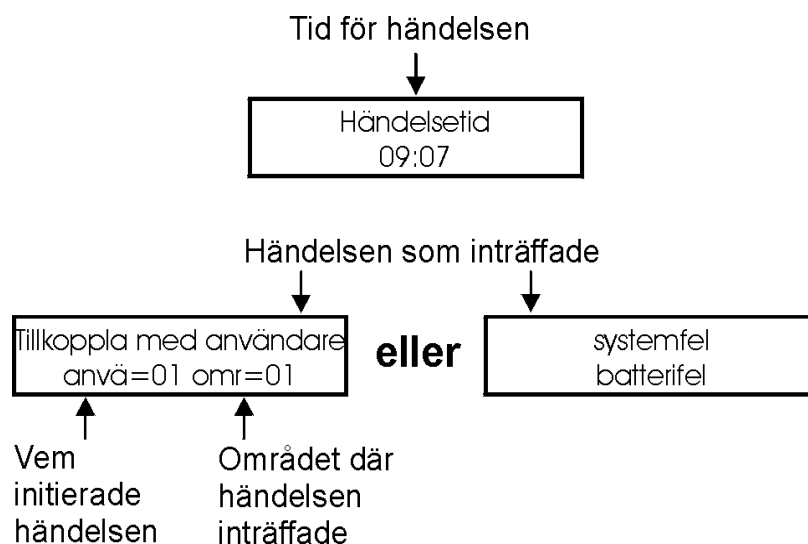 Tid för händelsen
Händelsetid
09:07
Händelsen som inträffade
Tillkoppla med användare
anvä=01 omr=01
eller
systemfel
batterifel
Vem
initierade
händelsen
Området där
händelsen
inträffade